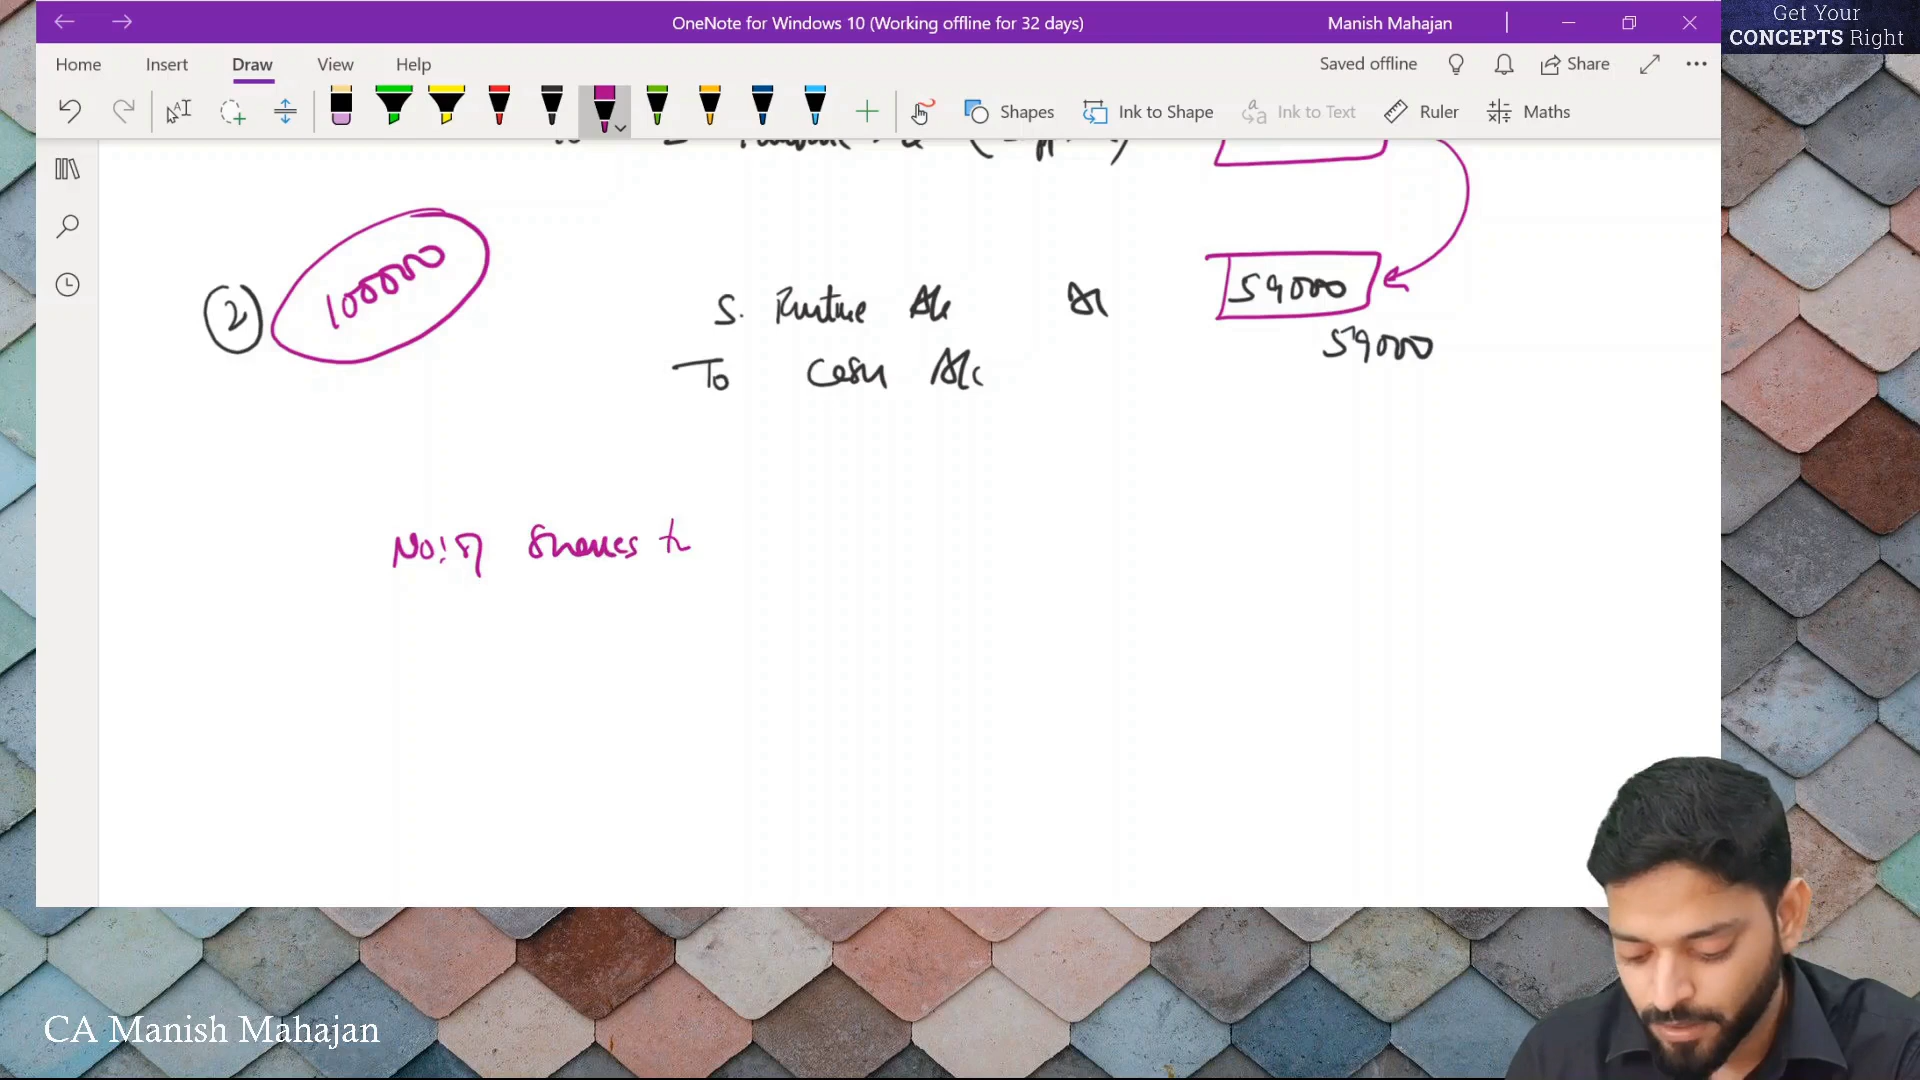 OneNote for Windows 10 (Working offline for 32 days)
Manish Mahajan
Get Your
CONCEPTS Right
Home Insert Draw View Help
Saved offline
Share
Shapes
Ink to Shape
Ink to Text
Ruler
Maths
100000
2
S. A/c 59000
59000
To Cash A/c
No: of Shares
CA Manish Mahajan